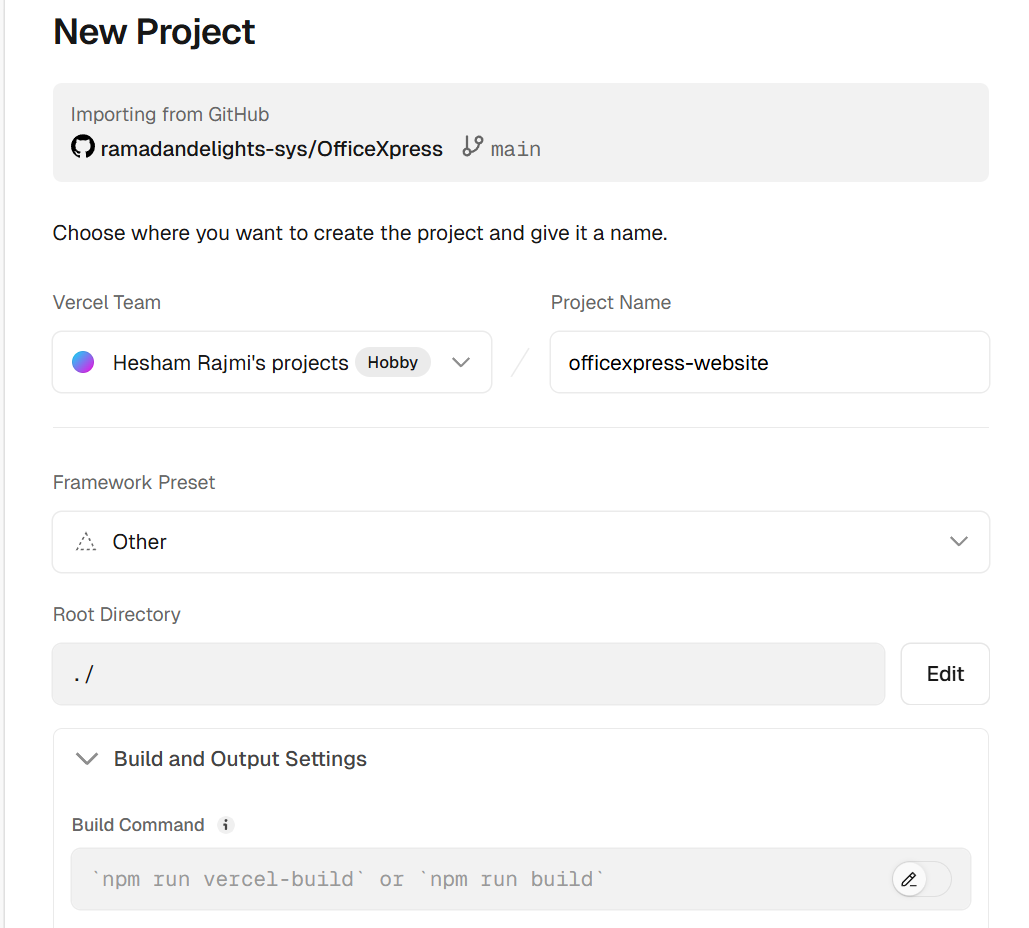 New Project
Importing from GitHub
ramadandelights-sys/OfficeXpress main
Choose where you want to create the project and give it a name.
Vercel Team
Project Name
Hesham Rajmi's projects Hobby
/
officexpress-website
Framework Preset
Other
Root Directory
./
Edit
Build and Output Settings
Build Command i
`npm run vercel-build` or `npm run build`